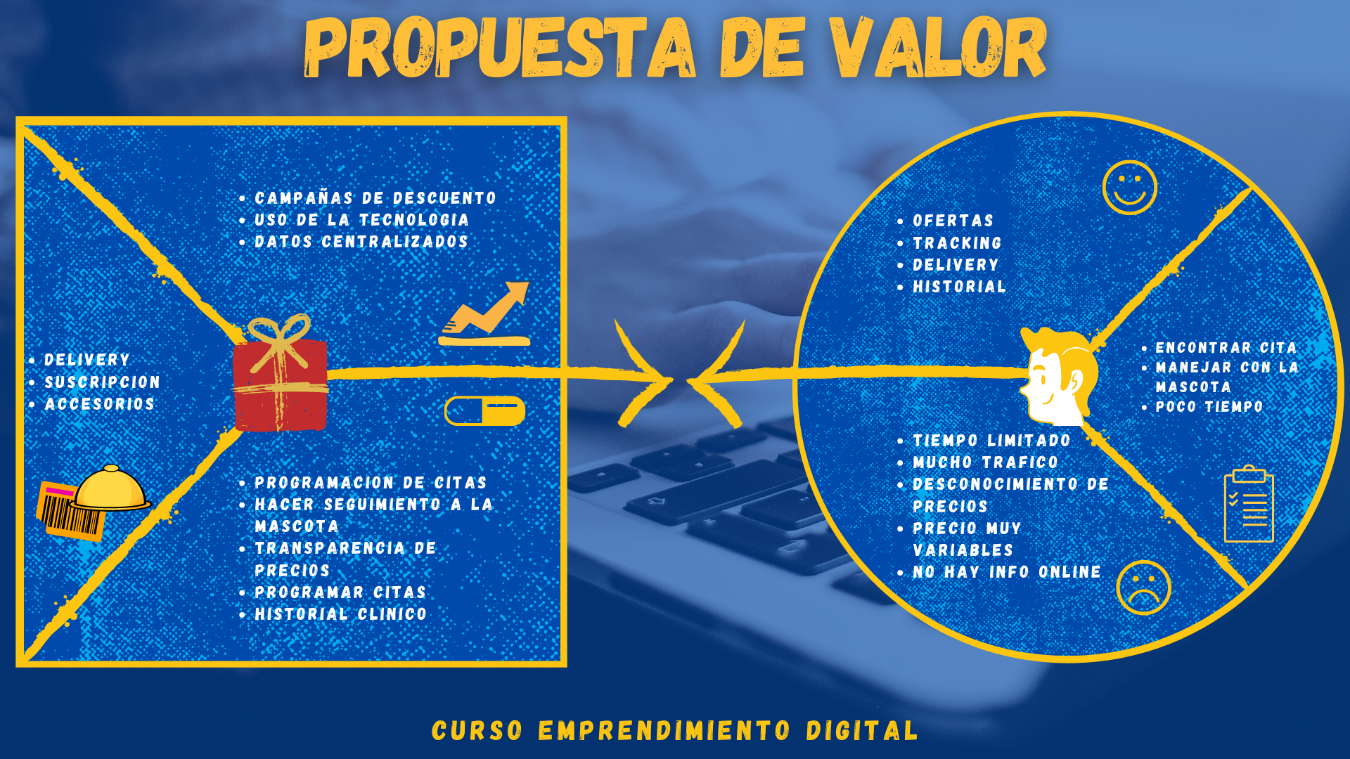 PROPUESTA DE VALOR
• CAMPAÑAS DE DESCUENTO
• USO DE LA TECNOLOGIA
• DATOS CENTRALIZADOS
• DELIVERY
• SUSCRIPCION
• ACCESORIOS
• PROGRAMACION DE CITAS
• HACER SEGUIMIENTO A LA
MASCOTA
• TRANSPARENCIA DE
PRECIOS
• PROGRAMAR CITAS
• HISTORIAL CLINICO
• OFERTAS
• TRACKING
• DELIVERY
• HISTORIAL
• ENCONTRAR CITA
• MANEJAR CON LA
MASCOTA
• POCO TIEMPO
• TIEMPO LIMITADO
• MUCHO TRAFICO
• DESCONOCIMIENTO DE
PRECIOS
• PRECIO MUY
VARIABLES
• NO HAY INFO ONLINE
CURSO EMPRENDIMIENTO DIGITAL